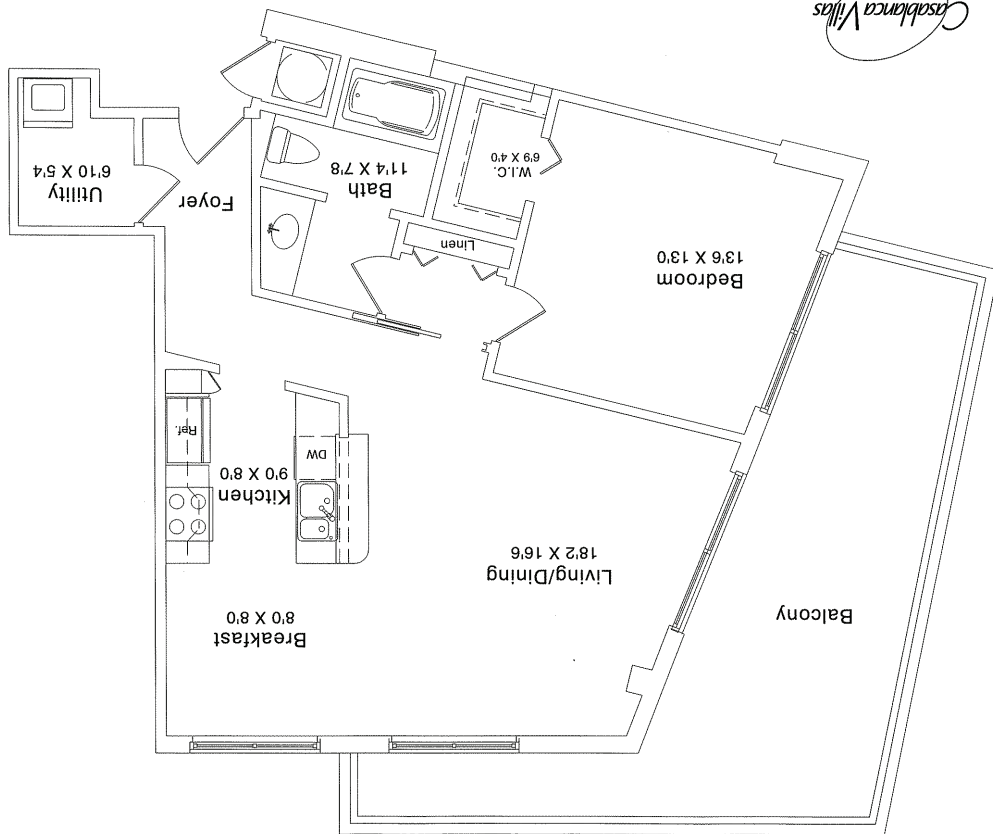 Breakfast
8'0 X 8'0
Balcony
Living/Dining
18'2 X 16'6
Kitchen
9'0 X 8'0
DW
Ref.
Bedroom
13'6 X 13'0
Linen
Foyer
Utility
6'10 X 5'4
Bath
11'4 X 7'8
W.I.C.
6'9 X 4'0
Casablanca Villas